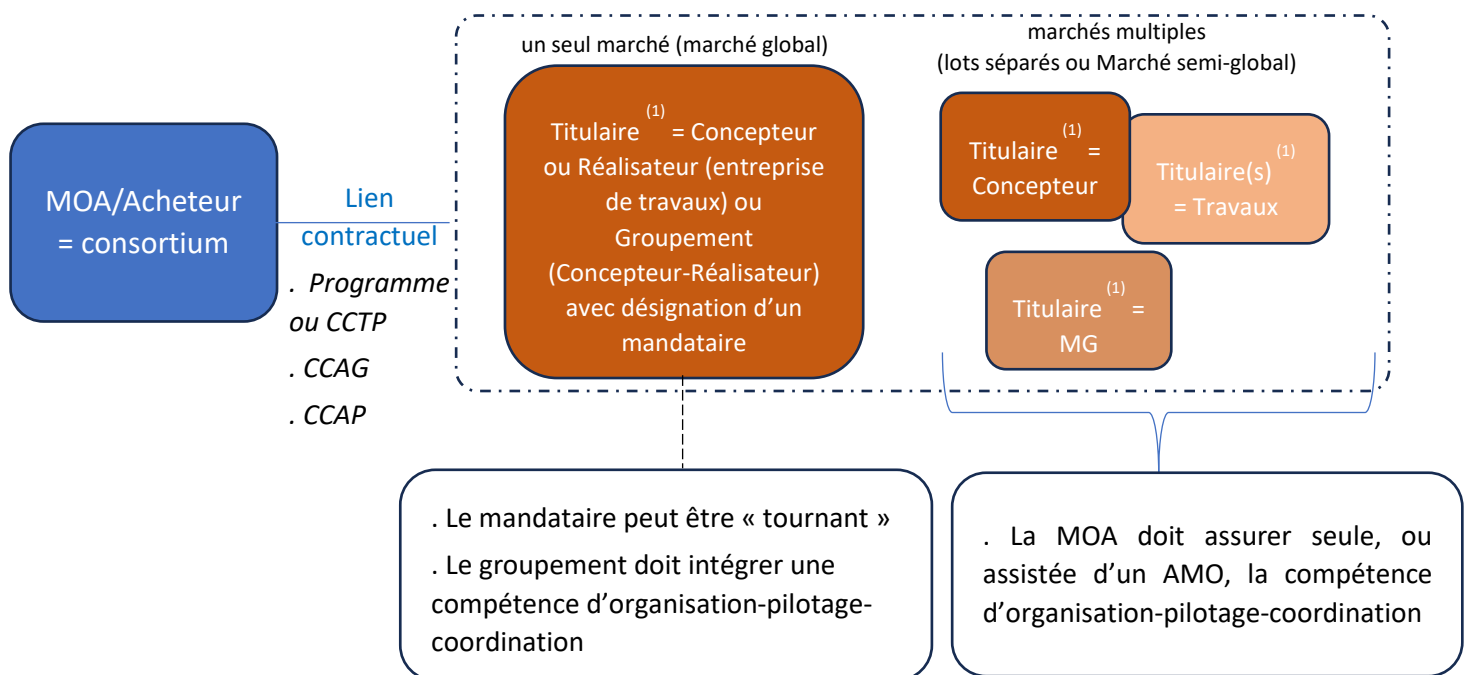 un seul marché (marché global)
marchés multiples
(lots séparés ou Marché semi-global)
MOA/Acheteur
= consortium
Lien
contractuel
. Programme
ou CCTP
. CCAG
. CCAP
Titulaire (1) = Concepteur
ou Réalisateur (entreprise
de travaux) ou
Groupement
(Concepteur-Réalisateur)
avec désignation d’un
mandataire
Titulaire (1) =
Concepteur
Titulaire(s) (1)
= Travaux
Titulaire (1) =
MG
. Le mandataire peut être « tournant »
. Le groupement doit intégrer une
compétence d’organisation-pilotage-
coordination
. La MOA doit assurer seule, ou
assistée d’un AMO, la compétence
d’organisation-pilotage-coordination